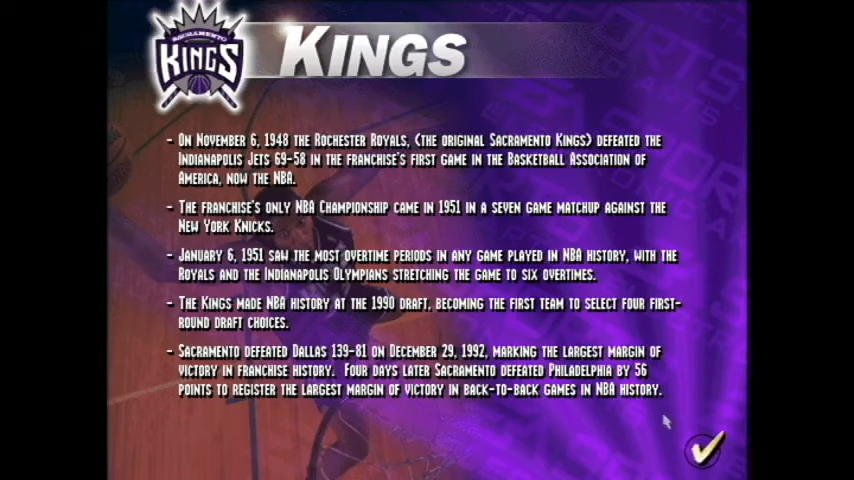 SACRAMENTO
KINGS
KINGS
- ON NOVEMBER 6, 1948 THE ROCHESTER ROYALS, (THE ORIGINAL SACRAMENTO KINGS) DEFEATED THE
INDIANAPOLIS JETS 69-58 IN THE FRANCHISE'S FIRST GAME IN THE BASKETBALL ASSOCIATION OF
AMERICA, NOW THE NBA.
- THE FRANCHISE'S ONLY NBA CHAMPIONSHIP CAME IN 1951 IN A SEVEN GAME MATCHUP AGAINST THE
NEW YORK KNICKS.
- JANUARY 6, 1951 SAW THE MOST OVERTIME PERIODS IN ANY GAME PLAYED IN NBA HISTORY, WITH THE
ROYALS AND THE INDIANAPOLIS OLYMPIANS STRETCHING THE GAME TO SIX OVERTIMES.
- THE KINGS MADE NBA HISTORY AT THE 1990 DRAFT, BECOMING THE FIRST TEAM TO SELECT FOUR FIRST-
ROUND DRAFT CHOICES.
- SACRAMENTO DEFEATED DALLAS 139-81 ON DECEMBER 29, 1992, MARKING THE LARGEST MARGIN OF
VICTORY IN FRANCHISE HISTORY. FOUR DAYS LATER SACRAMENTO DEFEATED PHILADELPHIA BY 56
POINTS TO REGISTER THE LARGEST MARGIN OF VICTORY IN BACK-TO-BACK GAMES IN NBA HISTORY.